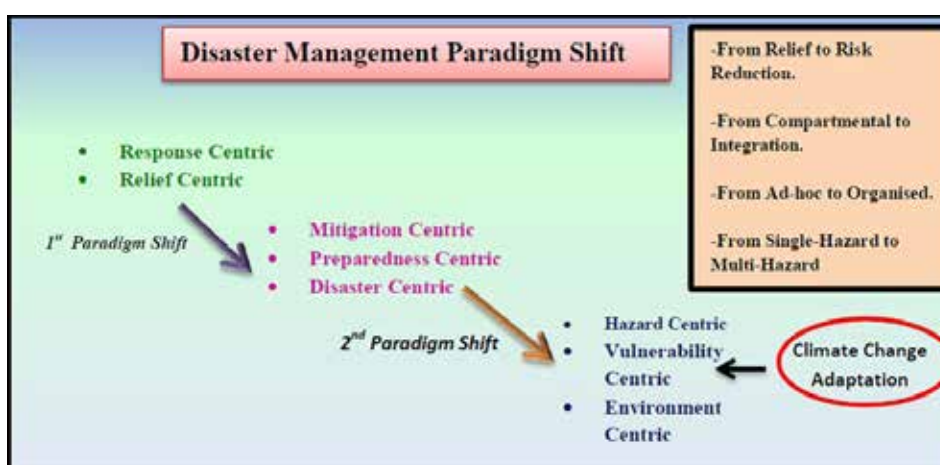 Disaster Management Paradigm Shift
-From Relief to Risk
Reduction.
-From Compartmental to
Integration.
-From Ad-hoc to Organised.
-From Single-Hazard to
Multi-Hazard
• Response Centric
• Relief Centric
1st Paradigm Shift
• Mitigation Centric
• Preparedness Centric
• Disaster Centric
2nd Paradigm Shift
• Hazard Centric
• Vulnerability
Centric
• Environment
Centric
Climate Change
Adaptation